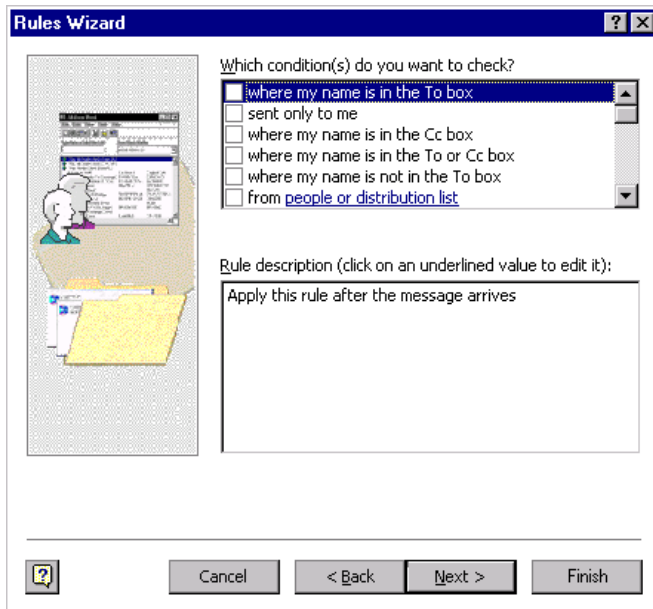 Rules Wizard
Which condition(s) do you want to check?
where my name is in the To box
sent only to me
where my name is in the Cc box
where my name is in the To or Cc box
where my name is not in the To box
from people or distribution list
Rule description (click on an underlined value to edit it):
Apply this rule after the message arrives
Cancel
< Back
Next >
Finish